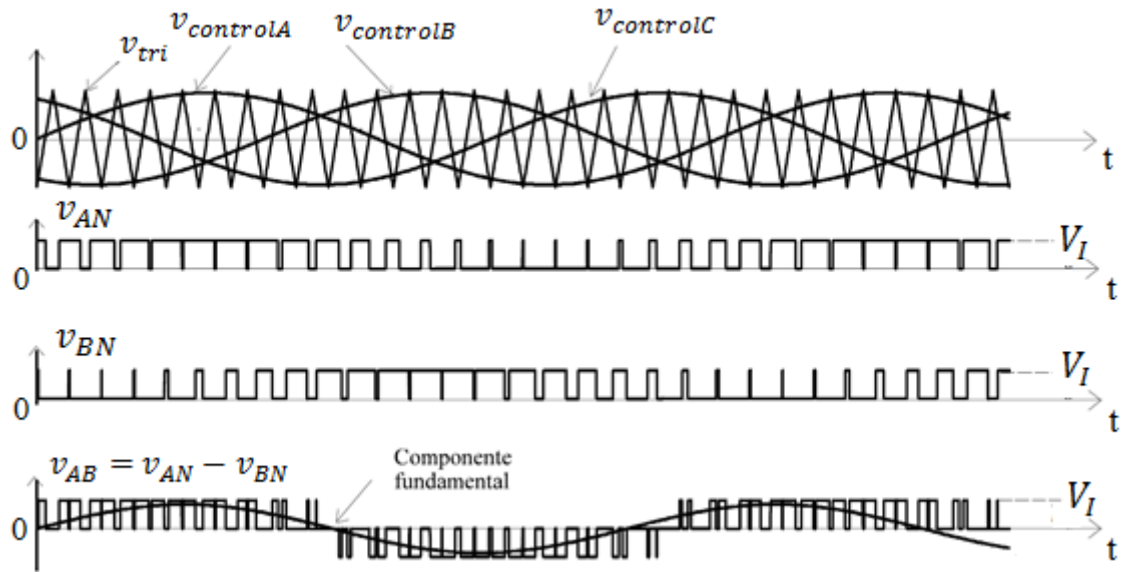 v_tri
v_controlA
v_controlB
v_controlC
0
t
v_AN
V_I
0
t
v_BN
V_I
0
t
v_AB = v_AN − v_BN
Componente
fundamental
V_I
0
t